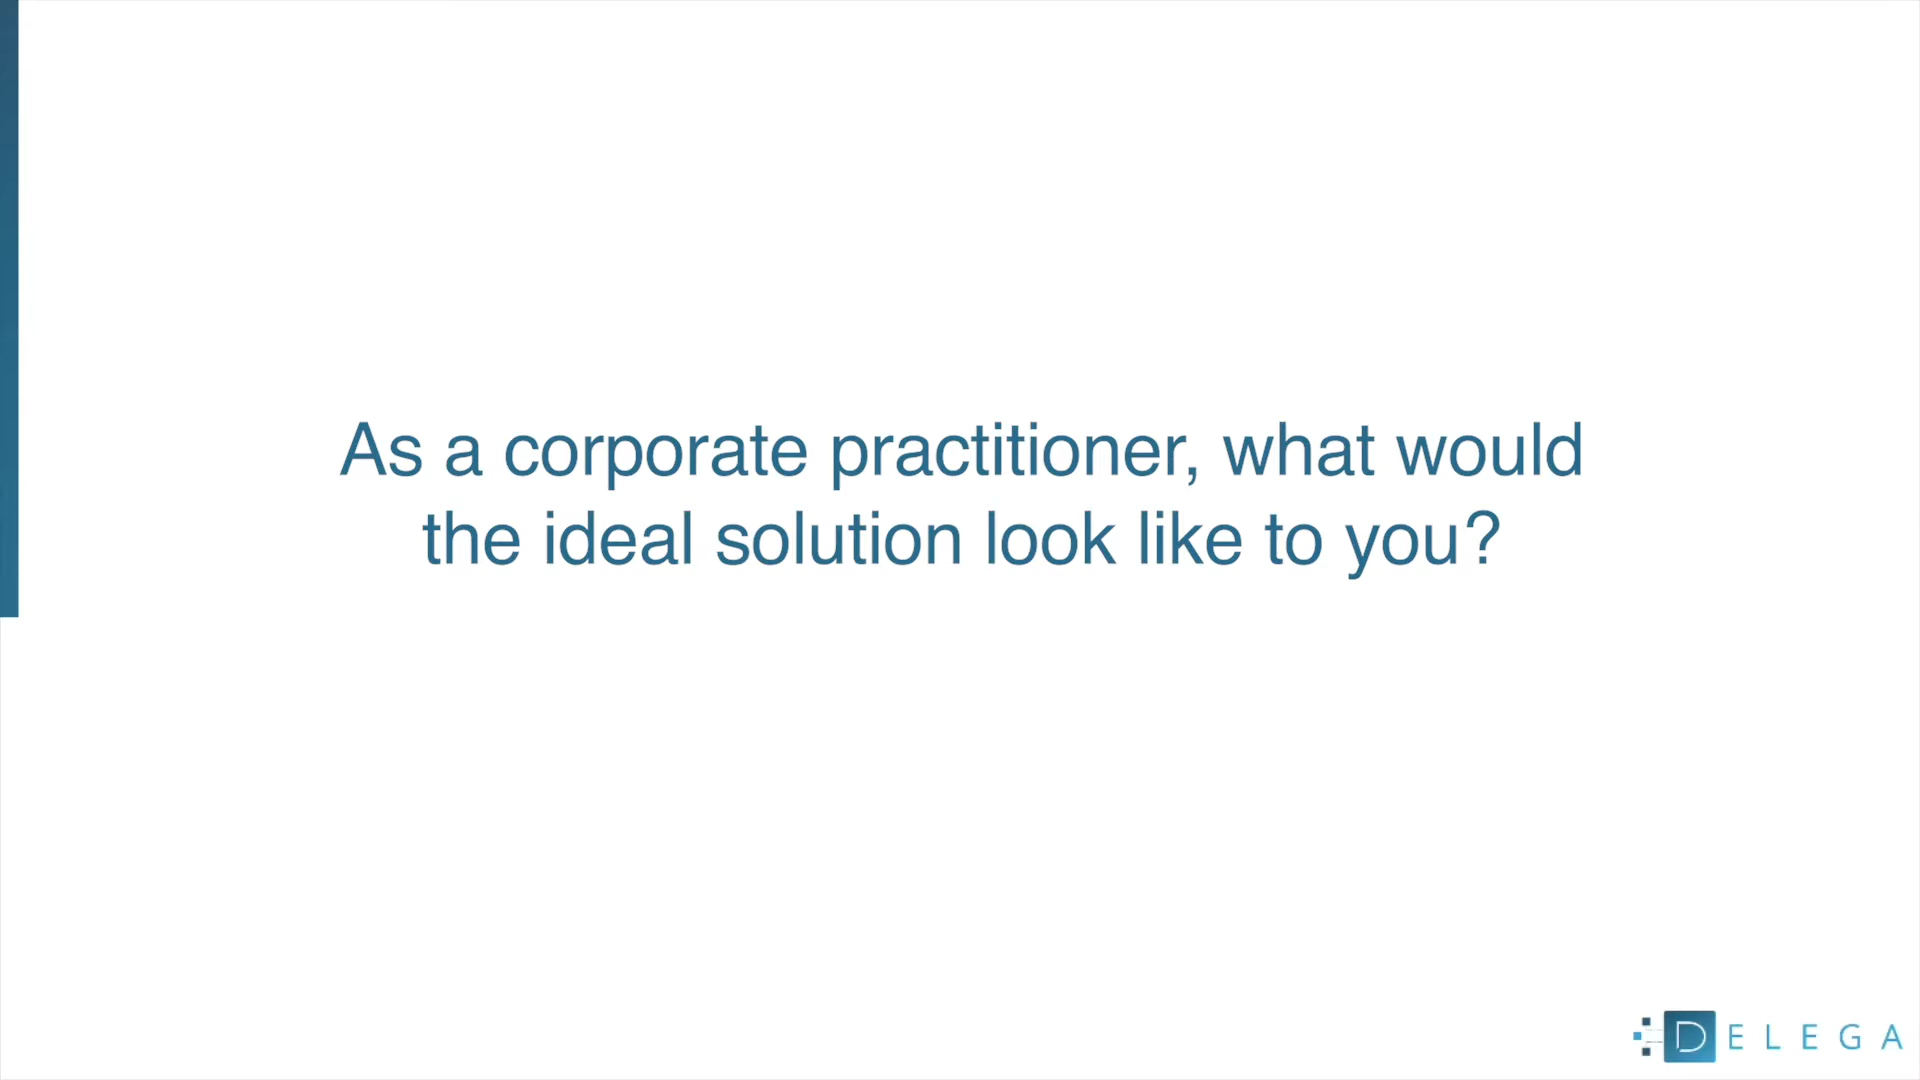 As a corporate practitioner, what would
the ideal solution look like to you?
DELEGA